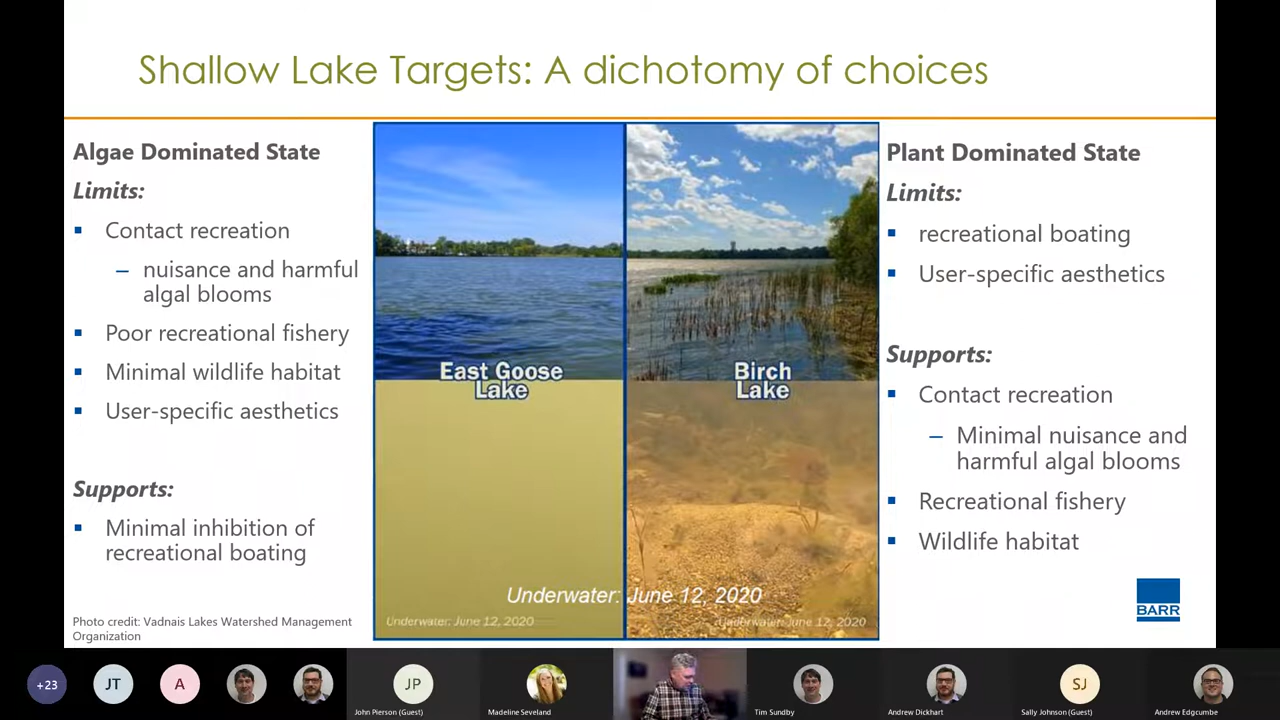 Shallow Lake Targets: A dichotomy of choices
Algae Dominated State
Limits:
Contact recreation
– nuisance and harmful
algal blooms
Poor recreational fishery
Minimal wildlife habitat
User-specific aesthetics
Supports:
Minimal inhibition of
recreational boating
Photo credit: Vadnais Lakes Watershed Management
Organization
East Goose
Lake
Birch
Lake
Underwater: June 12, 2020
Underwater: June 12, 2020
Underwater: June 12, 2020
Plant Dominated State
Limits:
recreational boating
User-specific aesthetics
Supports:
Contact recreation
– Minimal nuisance and
harmful algal blooms
Recreational fishery
Wildlife habitat
BARR
+23
JT
A
JP
John Pierson (Guest)
Madeline Seveland
Tim Sundby
Andrew Dickhart
SJ
Sally Johnson (Guest)
Andrew Edgcumbe